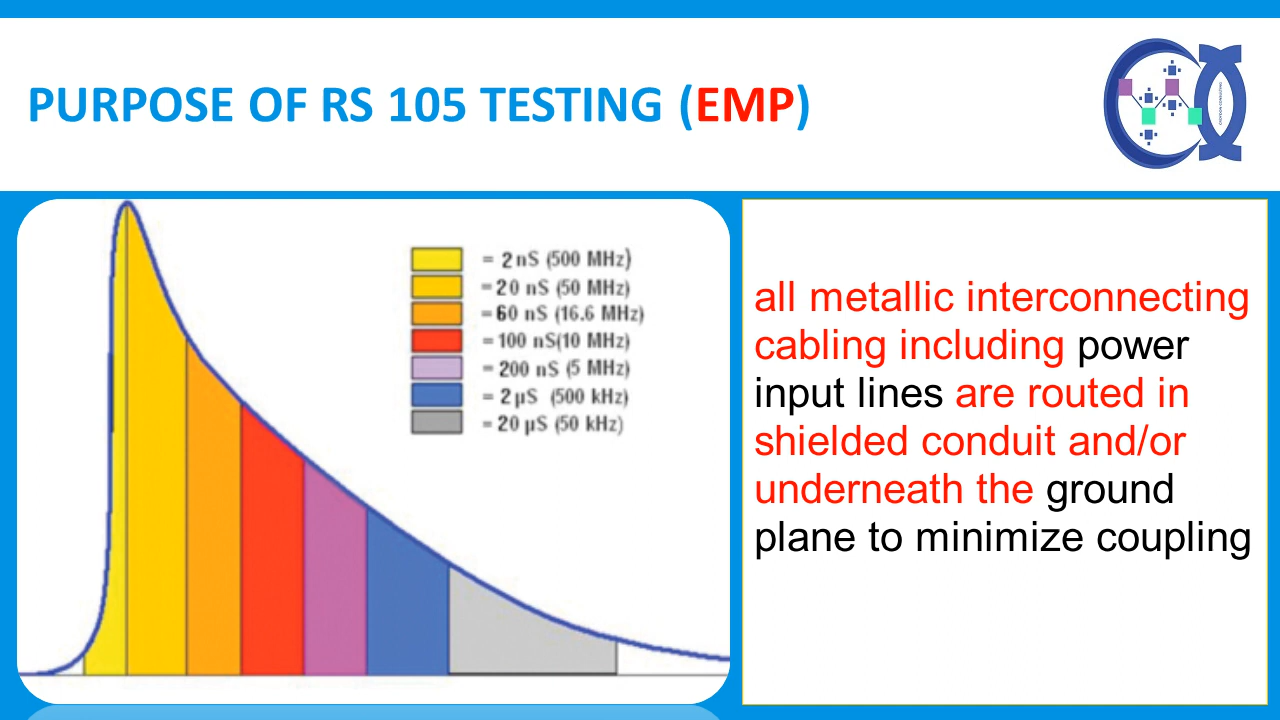 PURPOSE OF RS 105 TESTING (EMP)
= 2 nS (500 MHz)
= 20 nS (50 MHz)
= 60 nS (16.6 MHz)
= 100 nS(10 MHz)
= 200 nS (5 MHz)
= 2 µS (500 kHz)
= 20 µS (50 kHz)
all metallic interconnecting
cabling including power
input lines are routed in
shielded conduit and/or
underneath the ground
plane to minimize coupling